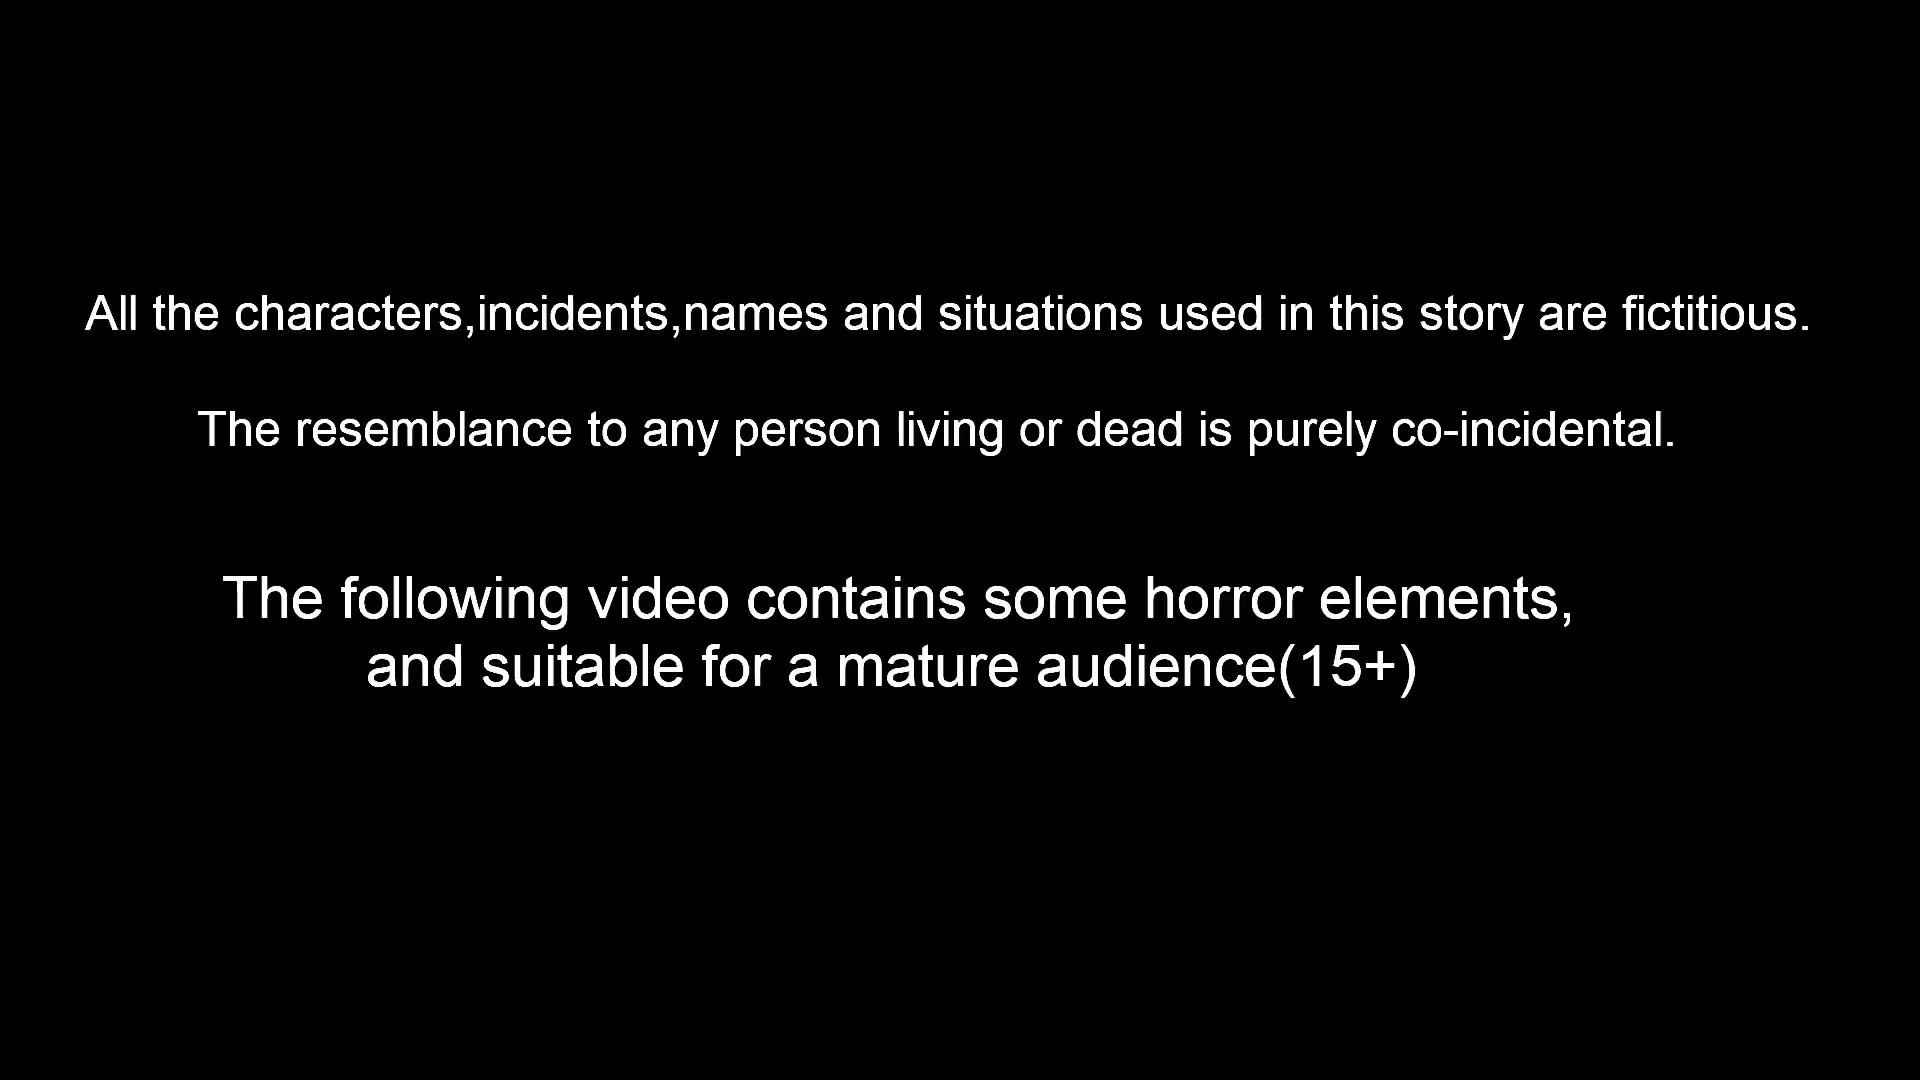 All the characters,incidents,names and situations used in this story are fictitious.
The resemblance to any person living or dead is purely co-incidental.
The following video contains some horror elements,
and suitable for a mature audience(15+)